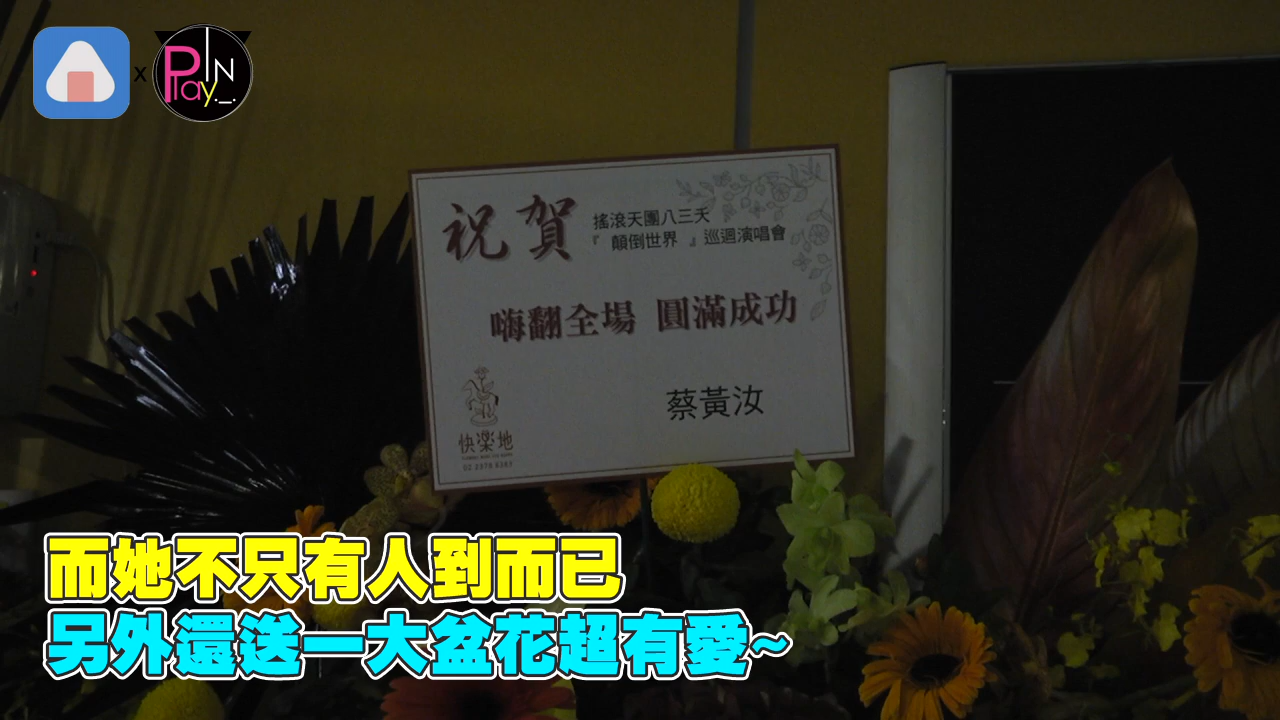 x
PlayIN
祝賀
搖滾天團八三夭
『 顛倒世界 』巡迴演唱會
嗨翻全場 圓滿成功
蔡黃汝
快樂地
而她不只有人到而已
另外還送一大盆花超有愛~